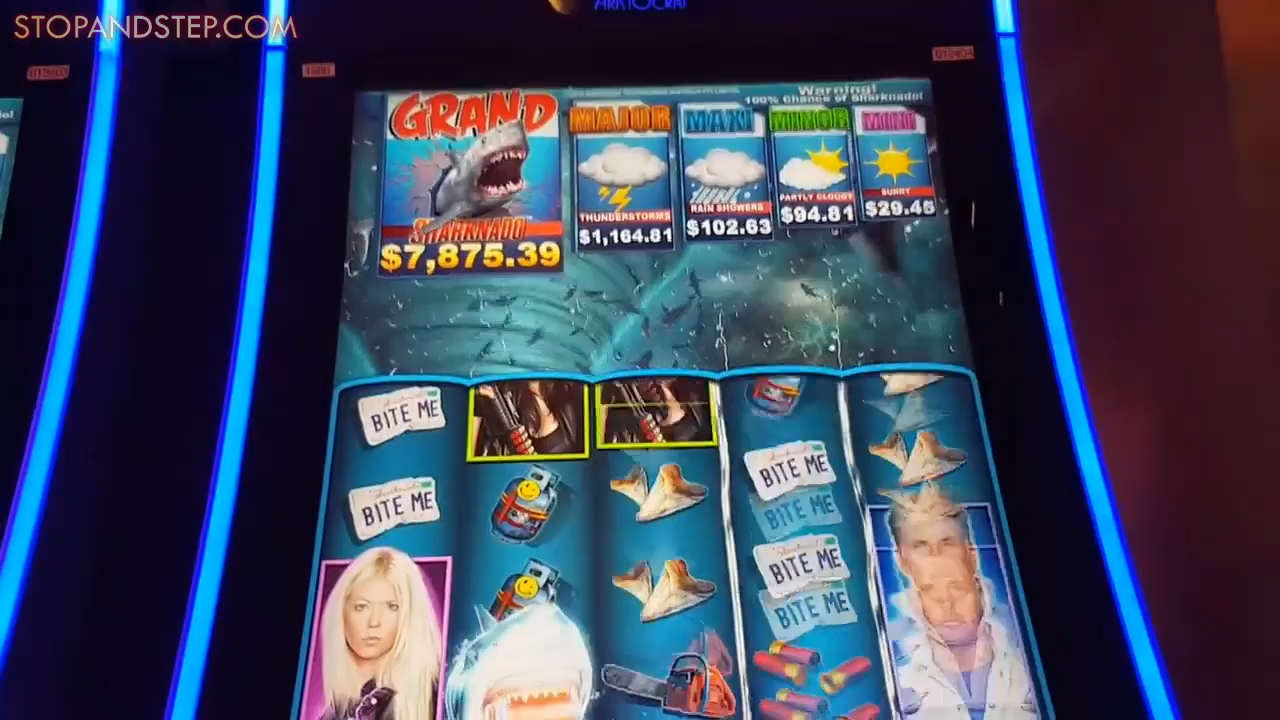 STOPANDSTEP.COM
ARISTOCRAT
Warning!
100% Chance of Sharknado!
GRAND
SHARKNADO
$7,875.39
MAJOR
THUNDERSTORMS
$1,164.81
MAXI
RAIN SHOWERS
$102.63
MINOR
PARTLY CLOUDY
$94.81
MINI
SUNNY
$29.45
BITE ME
BITE ME
BITE ME
BITE ME
BITE ME
BITE ME